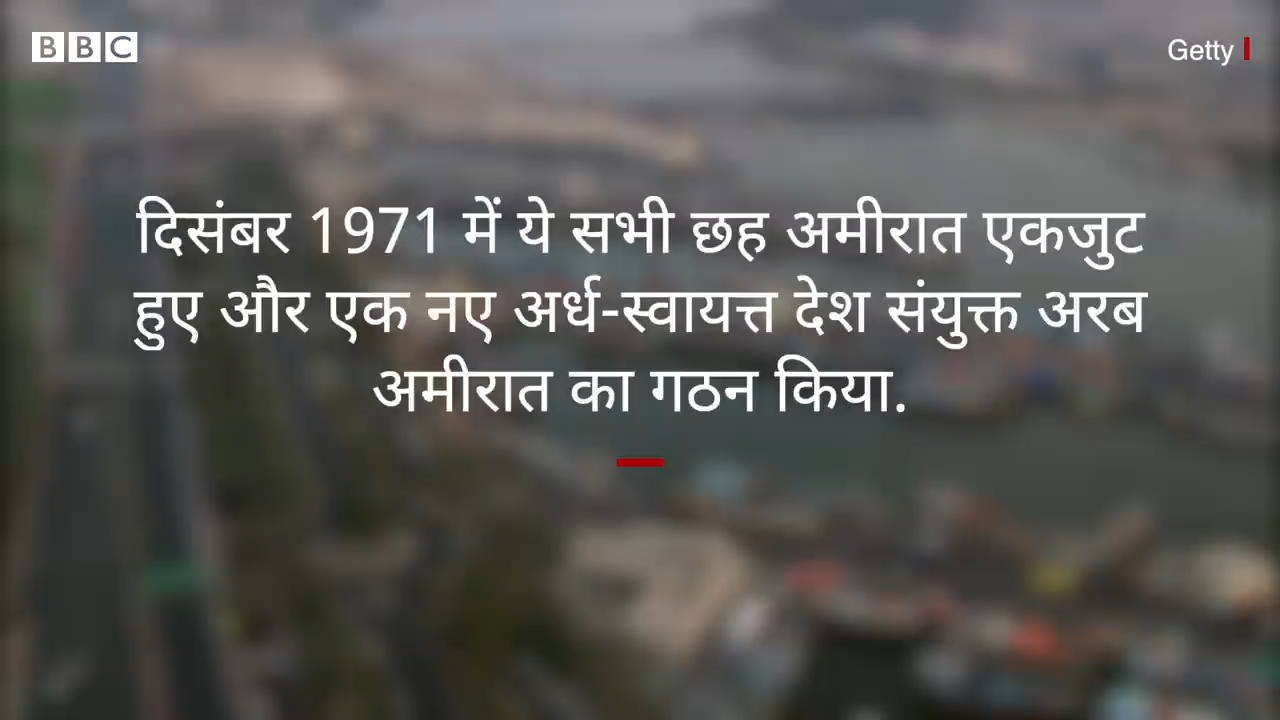 BBC
Getty
दिसंबर 1971 में ये सभी छह अमीरात एकजुट
हुए और एक नए अर्ध-स्वायत्त देश संयुक्त अरब
अमीरात का गठन किया.